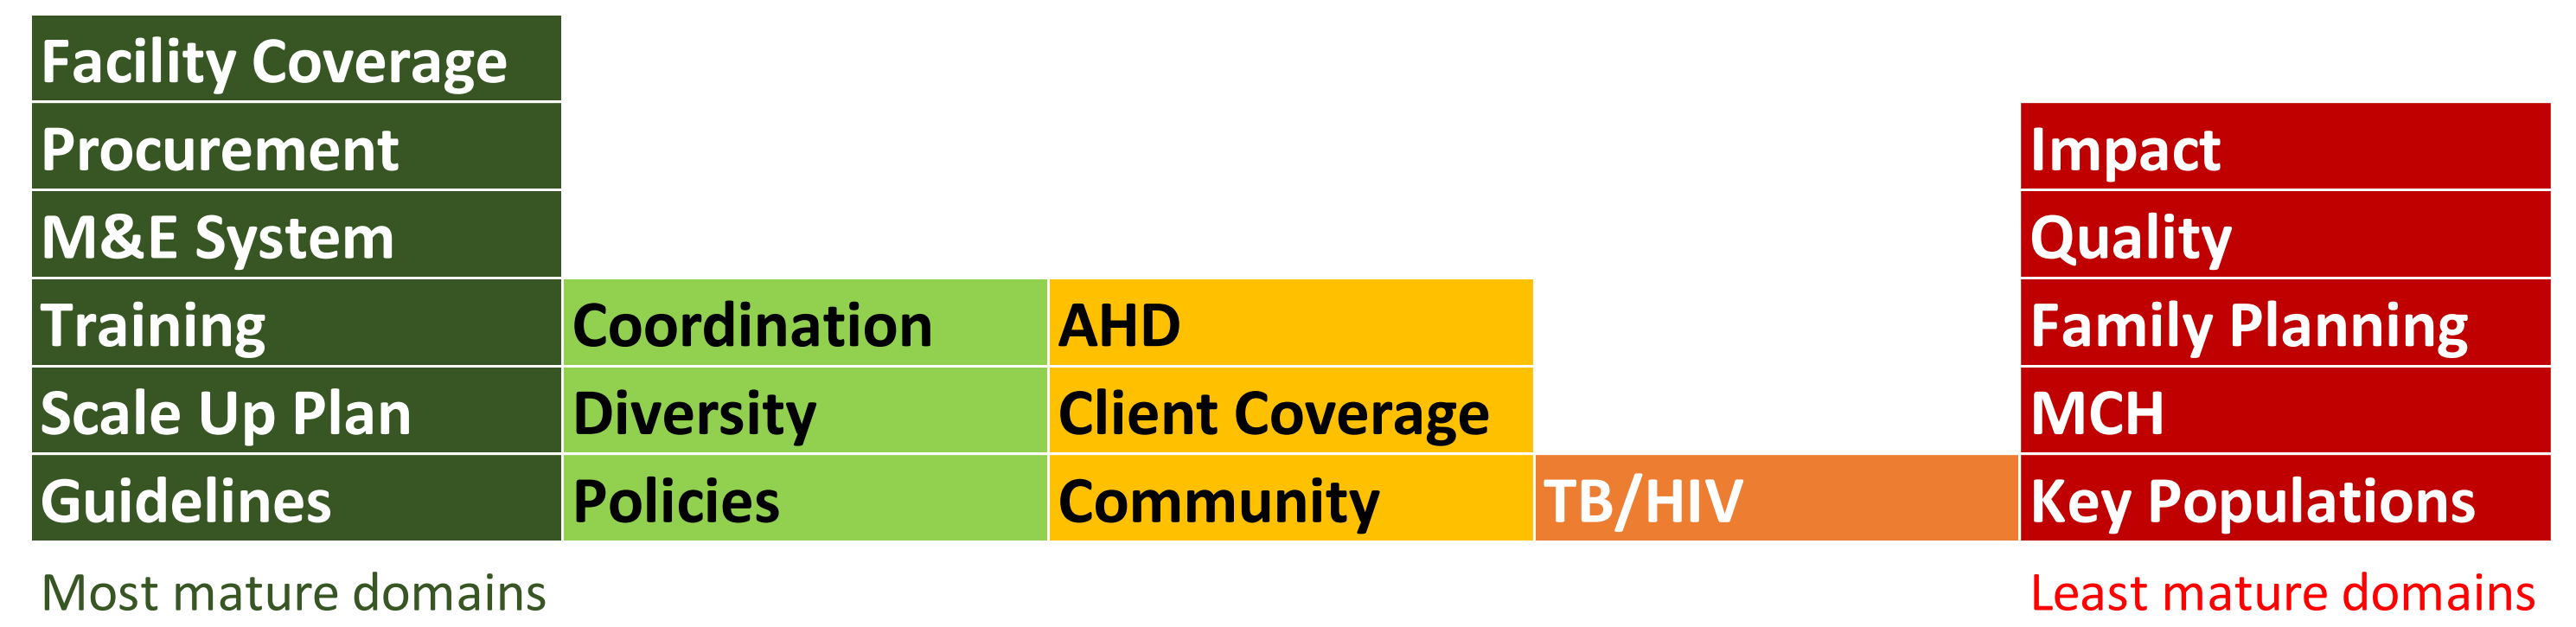 Facility Coverage
Procurement
Impact
M&E System
Quality
Training
Coordination
AHD
Family Planning
Scale Up Plan
Diversity
Client Coverage
MCH
Guidelines
Policies
Community
TB/HIV
Key Populations
Most mature domains
Least mature domains